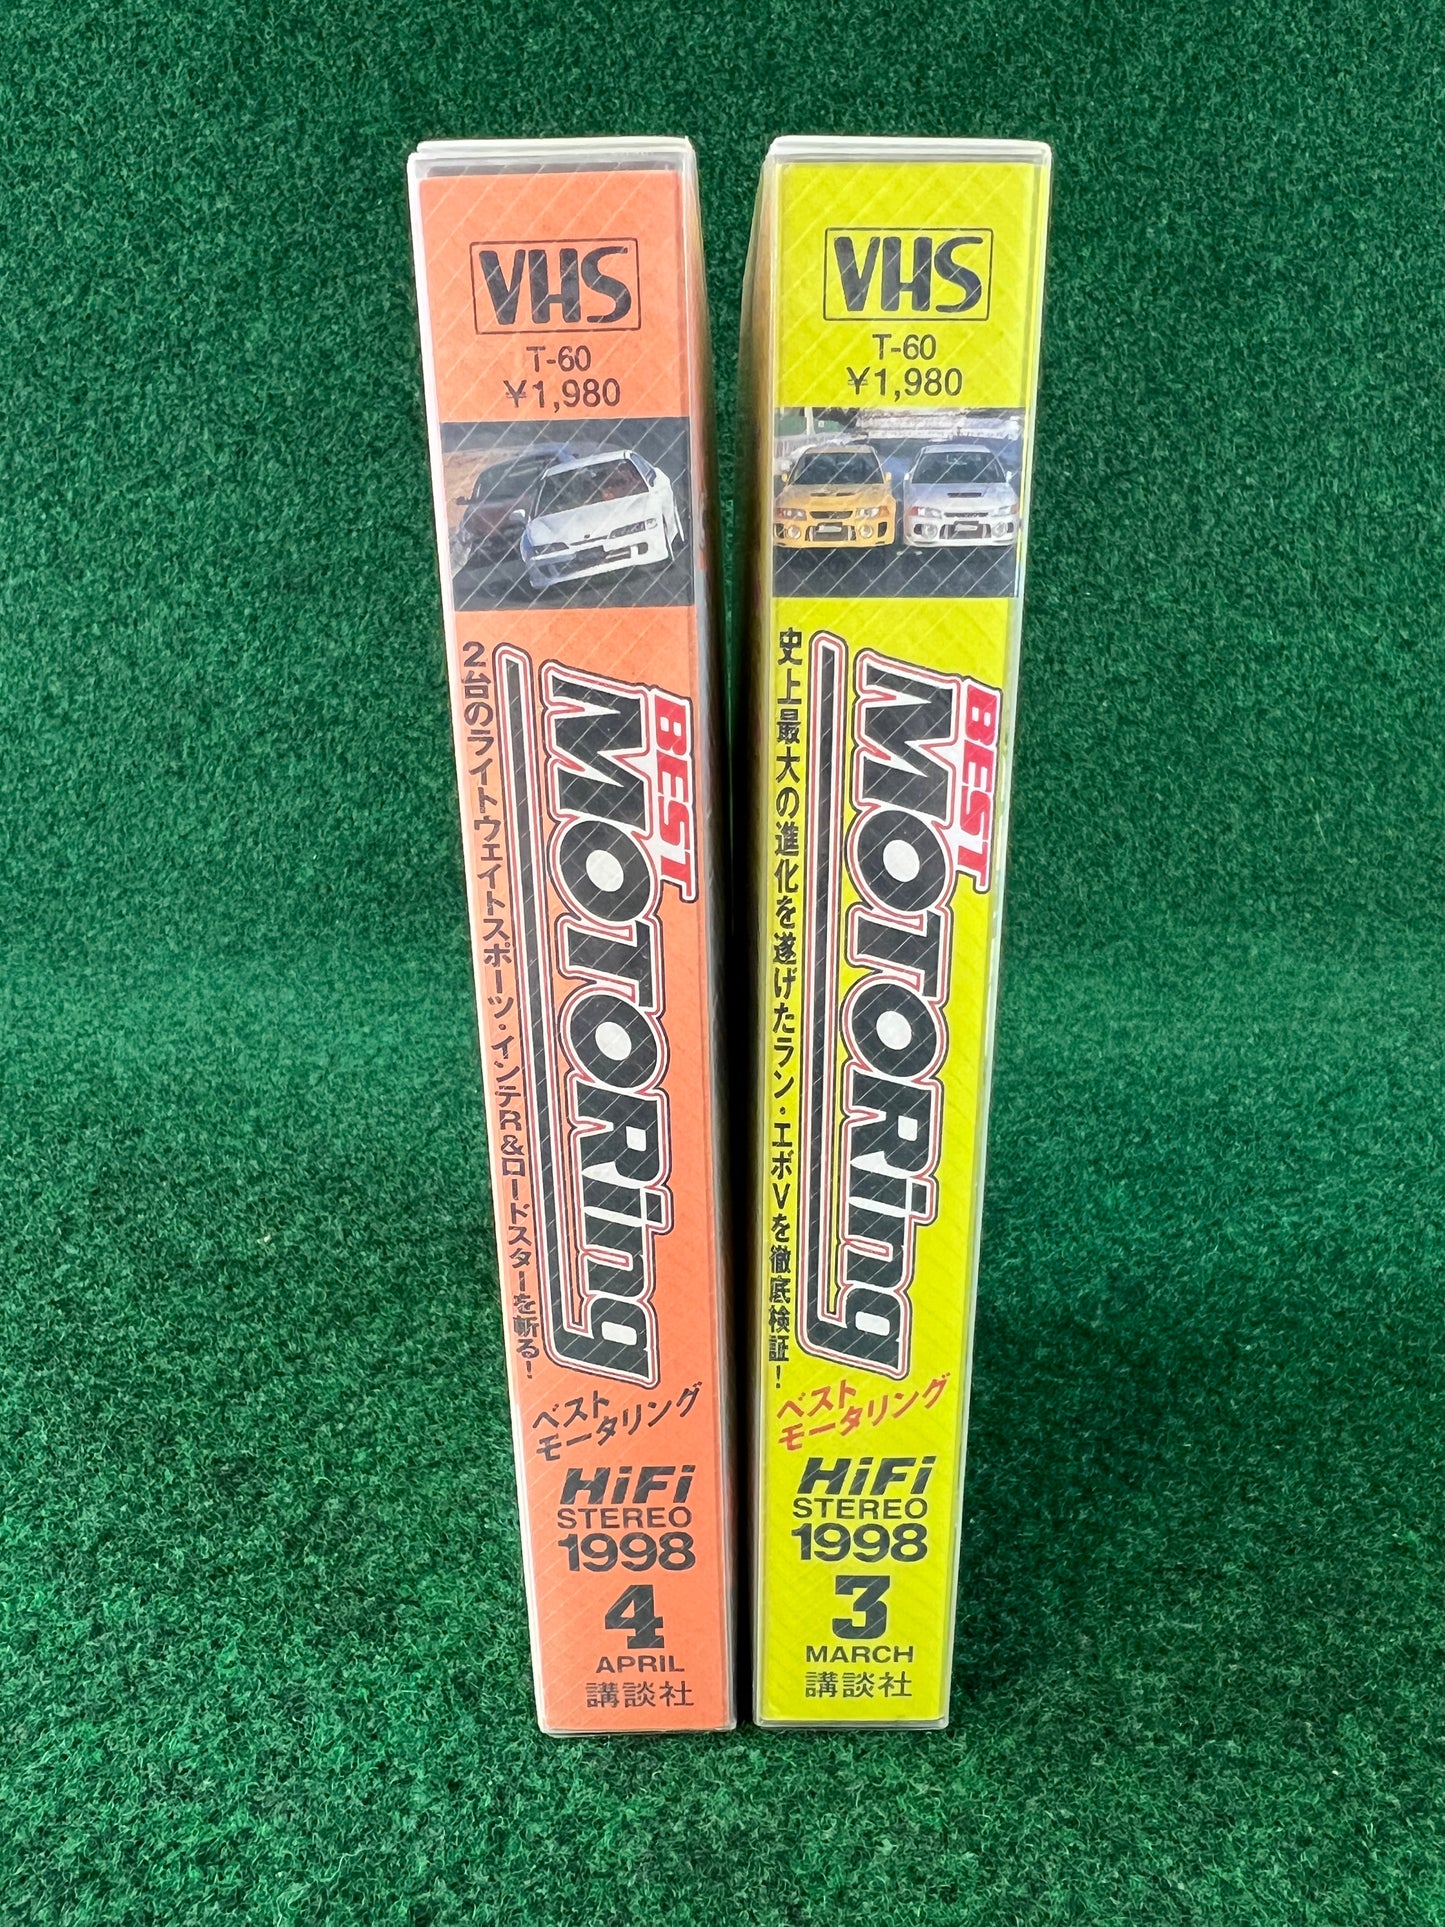 VHS
T-60
¥1,980
2台のライトウェイトスポーツ・インテR&ロードスターを斬る!
BEST
MOTORing
ベスト
モータリング
HiFi
STEREO
1998
4
APRIL
講談社
VHS
T-60
¥1,980
史上最大の進化を遂げたラン・エボVを徹底検証!
BEST
MOTORing
ベスト
モータリング
HiFi
STEREO
1998
3
MARCH
講談社